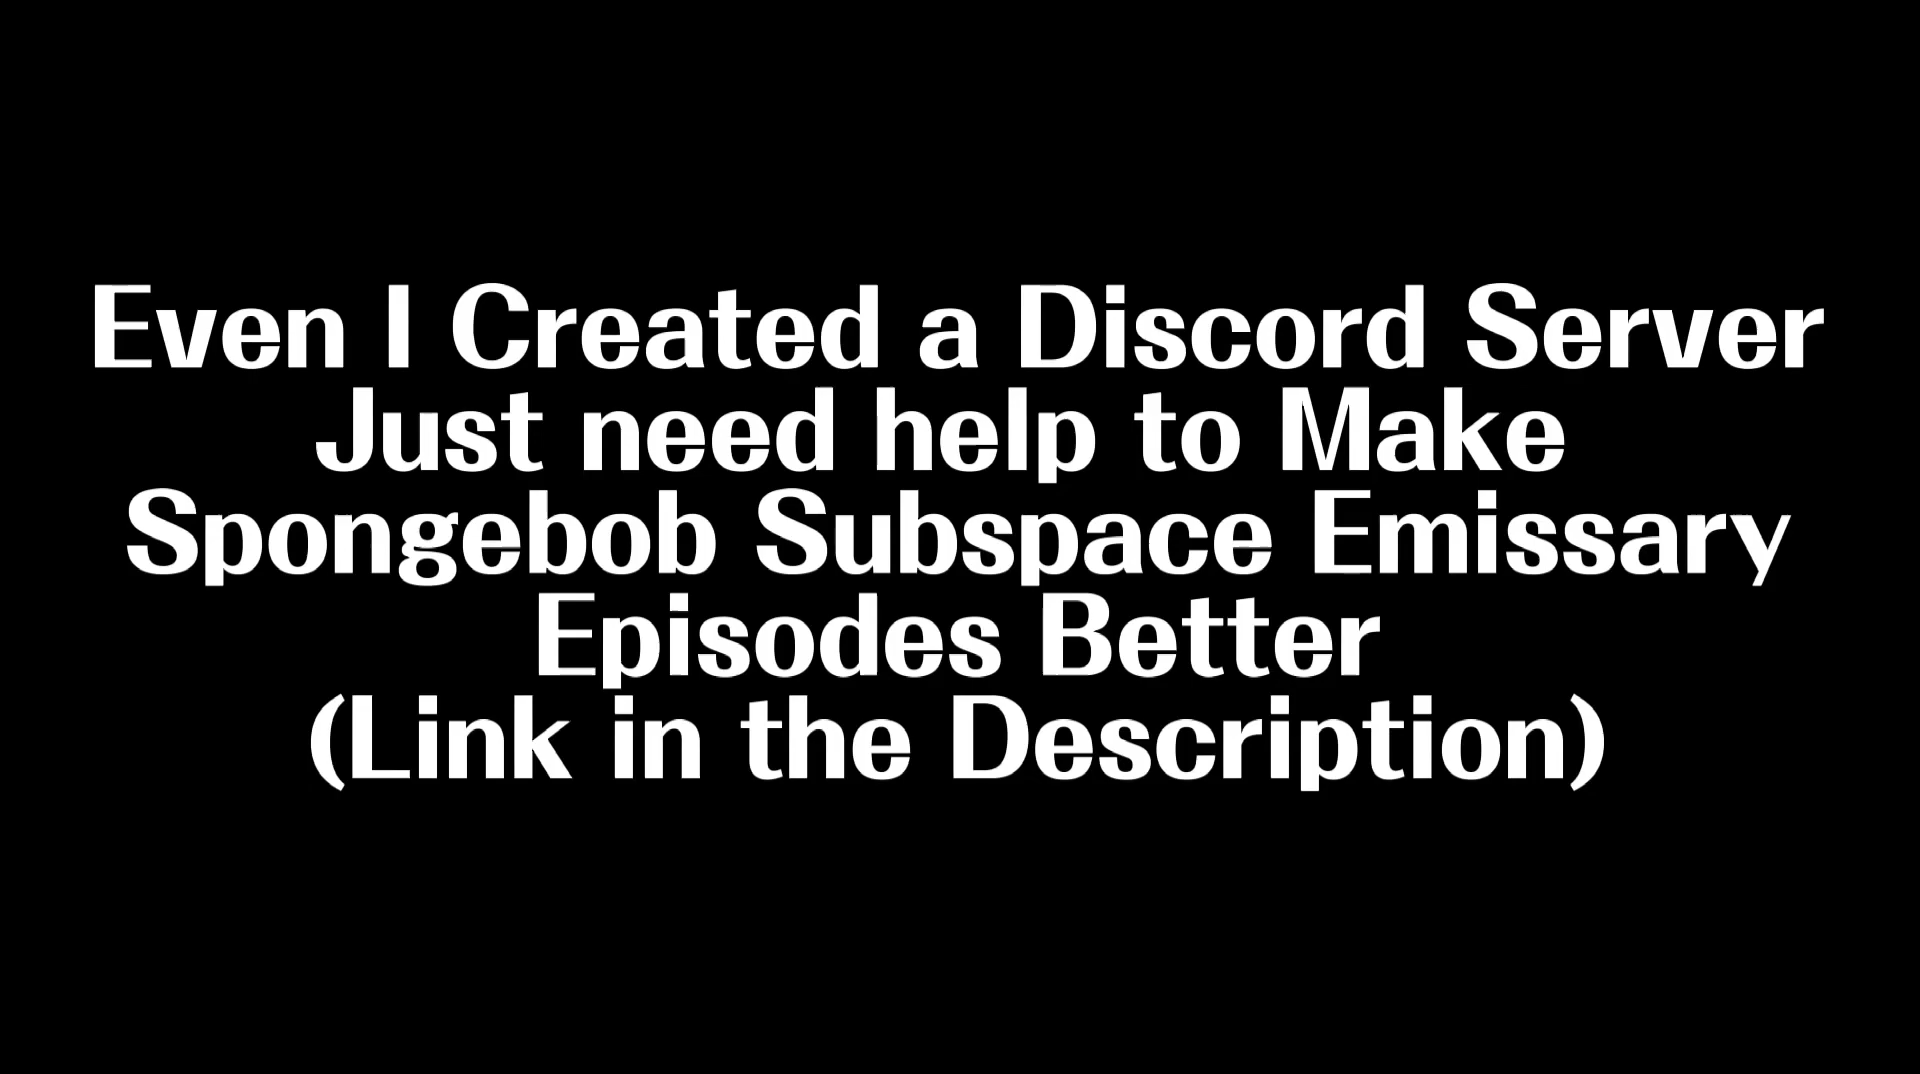 Even I Created a Discord Server
Just need help to Make
Spongebob Subspace Emissary
Episodes Better
(Link in the Description)